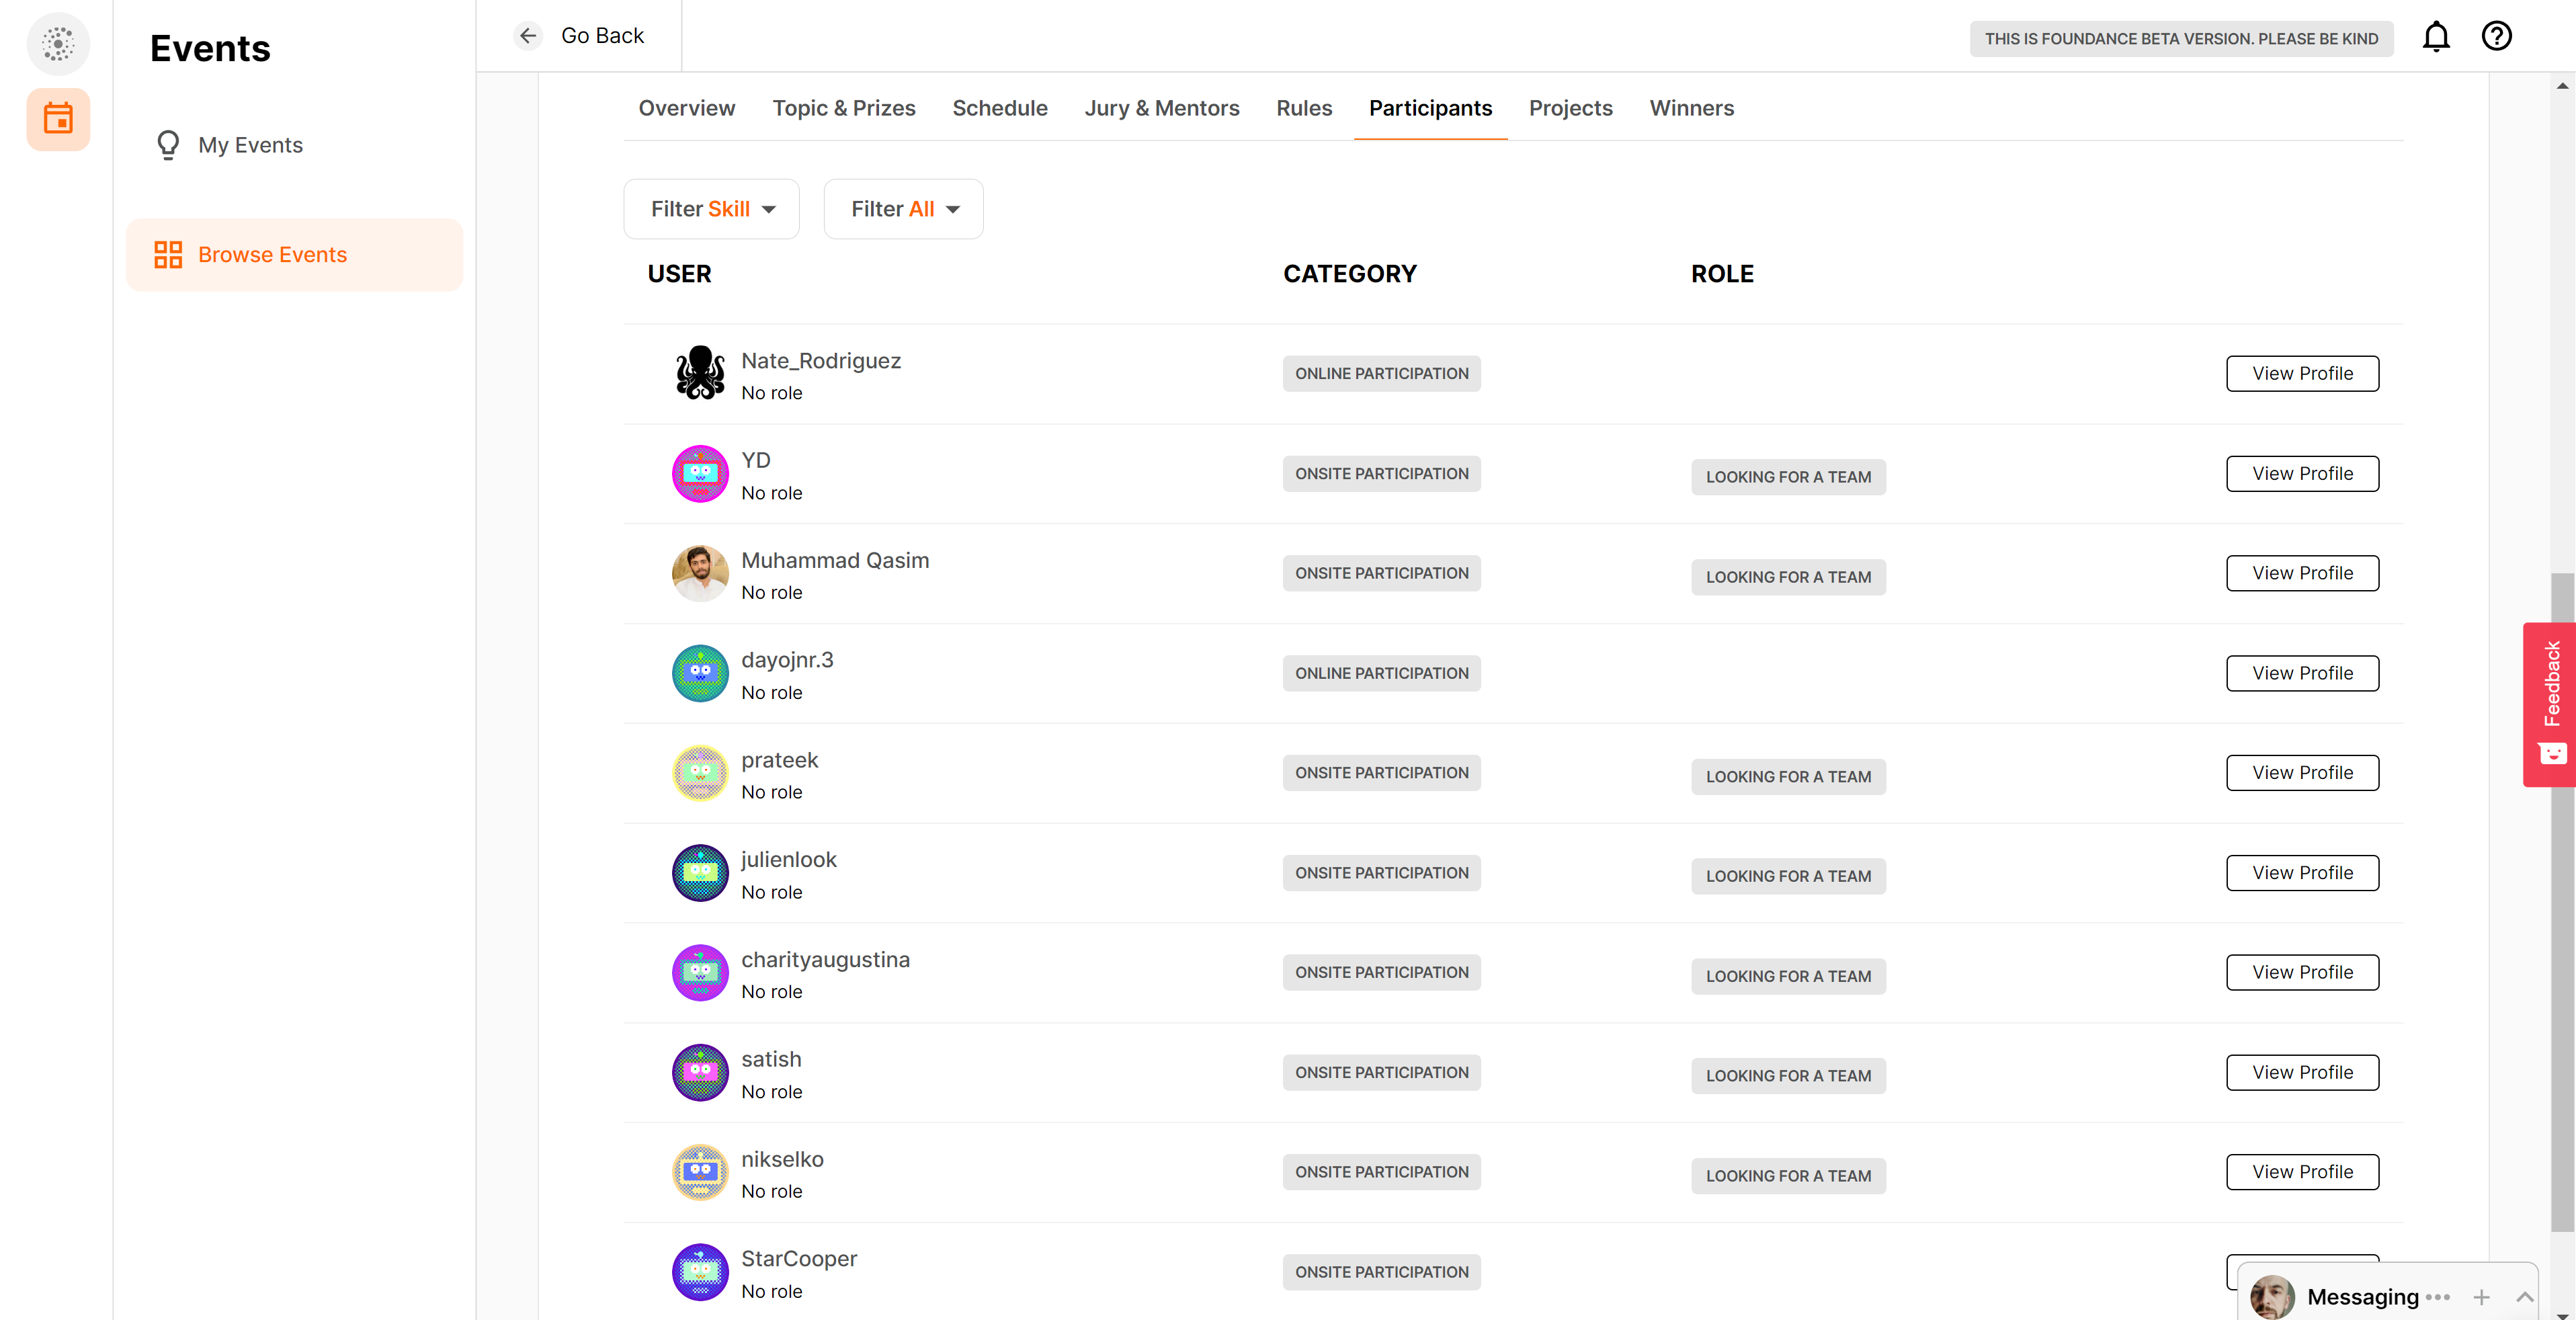 Events
My Events
Browse Events
Go Back
THIS IS FOUNDANCE BETA VERSION. PLEASE BE KIND
Overview Topic & Prizes Schedule Jury & Mentors Rules Participants Projects Winners
Filter Skill Filter All
USER CATEGORY ROLE
Nate_Rodriguez
No role
ONLINE PARTICIPATION
View Profile
YD
No role
ONSITE PARTICIPATION
LOOKING FOR A TEAM
View Profile
Muhammad Qasim
No role
ONSITE PARTICIPATION
LOOKING FOR A TEAM
View Profile
dayojnr.3
No role
ONLINE PARTICIPATION
View Profile
prateek
No role
ONSITE PARTICIPATION
LOOKING FOR A TEAM
View Profile
julienlook
No role
ONSITE PARTICIPATION
LOOKING FOR A TEAM
View Profile
charityaugustina
No role
ONSITE PARTICIPATION
LOOKING FOR A TEAM
View Profile
satish
No role
ONSITE PARTICIPATION
LOOKING FOR A TEAM
View Profile
nikselko
No role
ONSITE PARTICIPATION
LOOKING FOR A TEAM
View Profile
StarCooper
No role
ONSITE PARTICIPATION
Feedback
Messaging